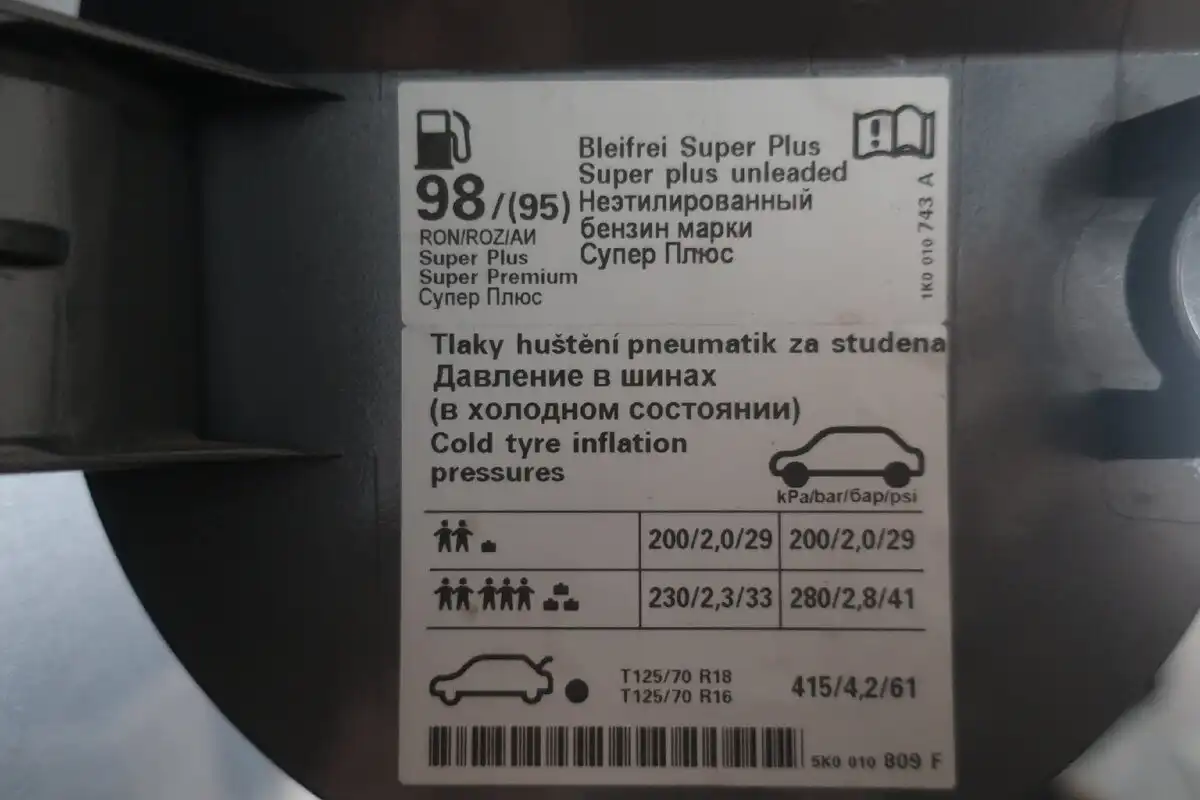 98/(95)
RON/ROZ/АИ
Super Plus
Super Premium
Супер Плюс
Bleifrei Super Plus
Super plus unleaded
Неэтилированный
бензин марки
Супер Плюс
1K0 010 743 A
Tlaky huštění pneumatik za studena
Давление в шинах
(в холодном состоянии)
Cold tyre inflation
pressures
kPa/bar/бар/psi
200/2,0/29 200/2,0/29
230/2,3/33 280/2,8/41
T125/70 R18
T125/70 R16
415/4,2/61
5K0 010 809 F